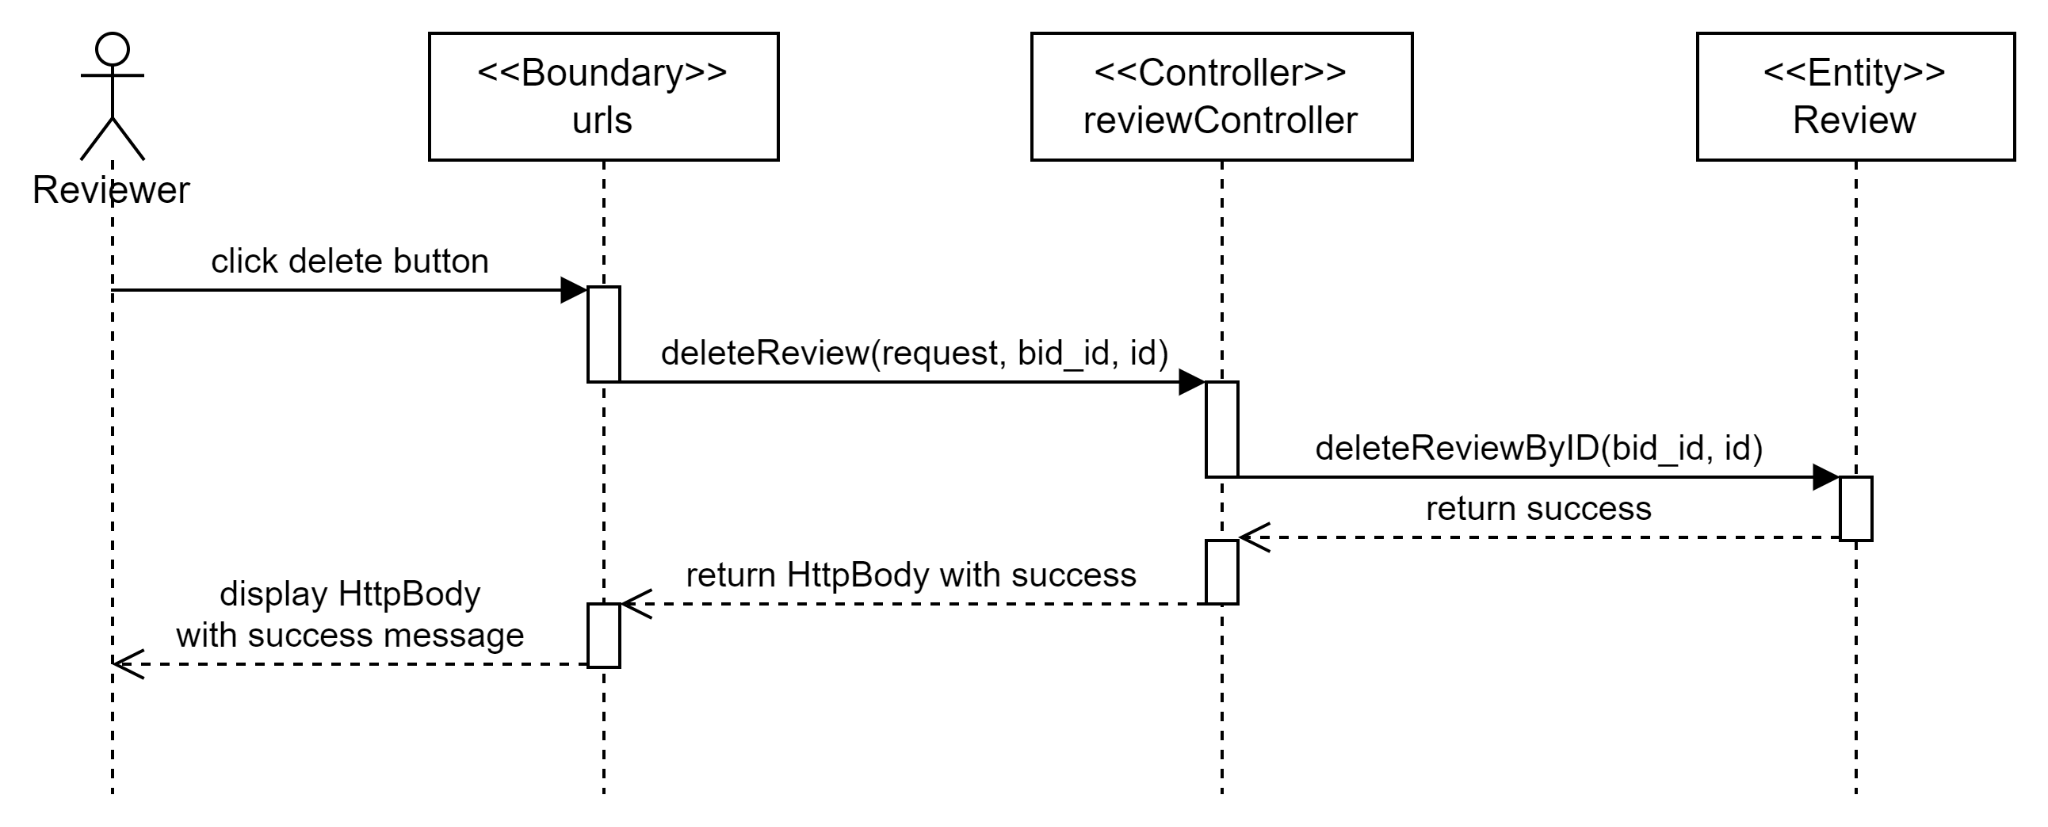 <<Boundary>>
urls
<<Controller>>
reviewController
<<Entity>>
Review
Reviewer
click delete button
deleteReview(request, bid_id, id)
deleteReviewByID(bid_id, id)
return success
return HttpBody with success
display HttpBody
with success message